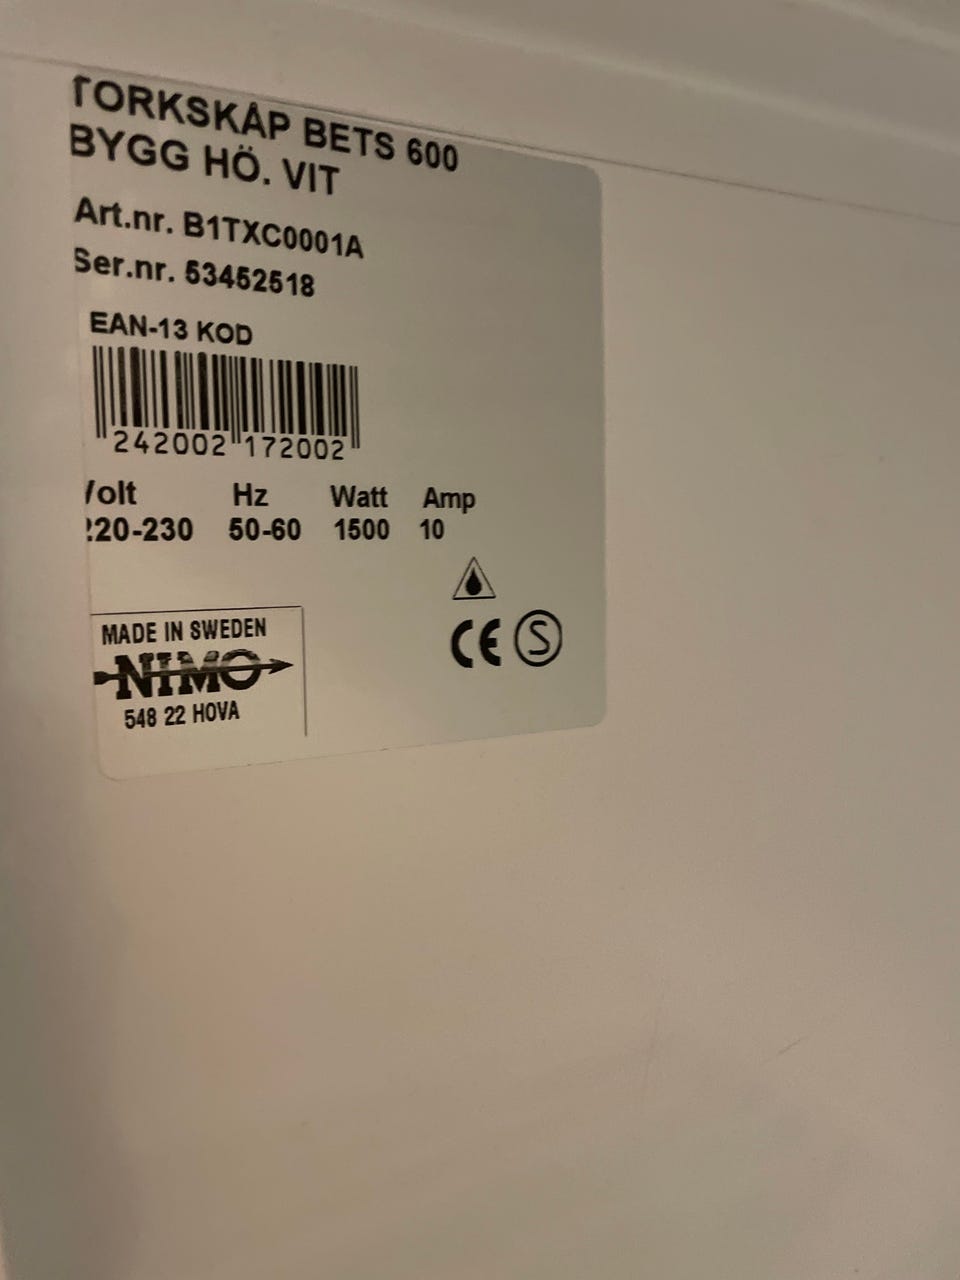 TORKSKÅP BETS 600
BYGG HÖ. VIT
Art.nr. B1TXC0001A
Ser.nr. 53452518
EAN-13 KOD
242002 172002
Volt Hz Watt Amp
220-230 50-60 1500 10
MADE IN SWEDEN
NIMO
548 22 HOVA
CE S